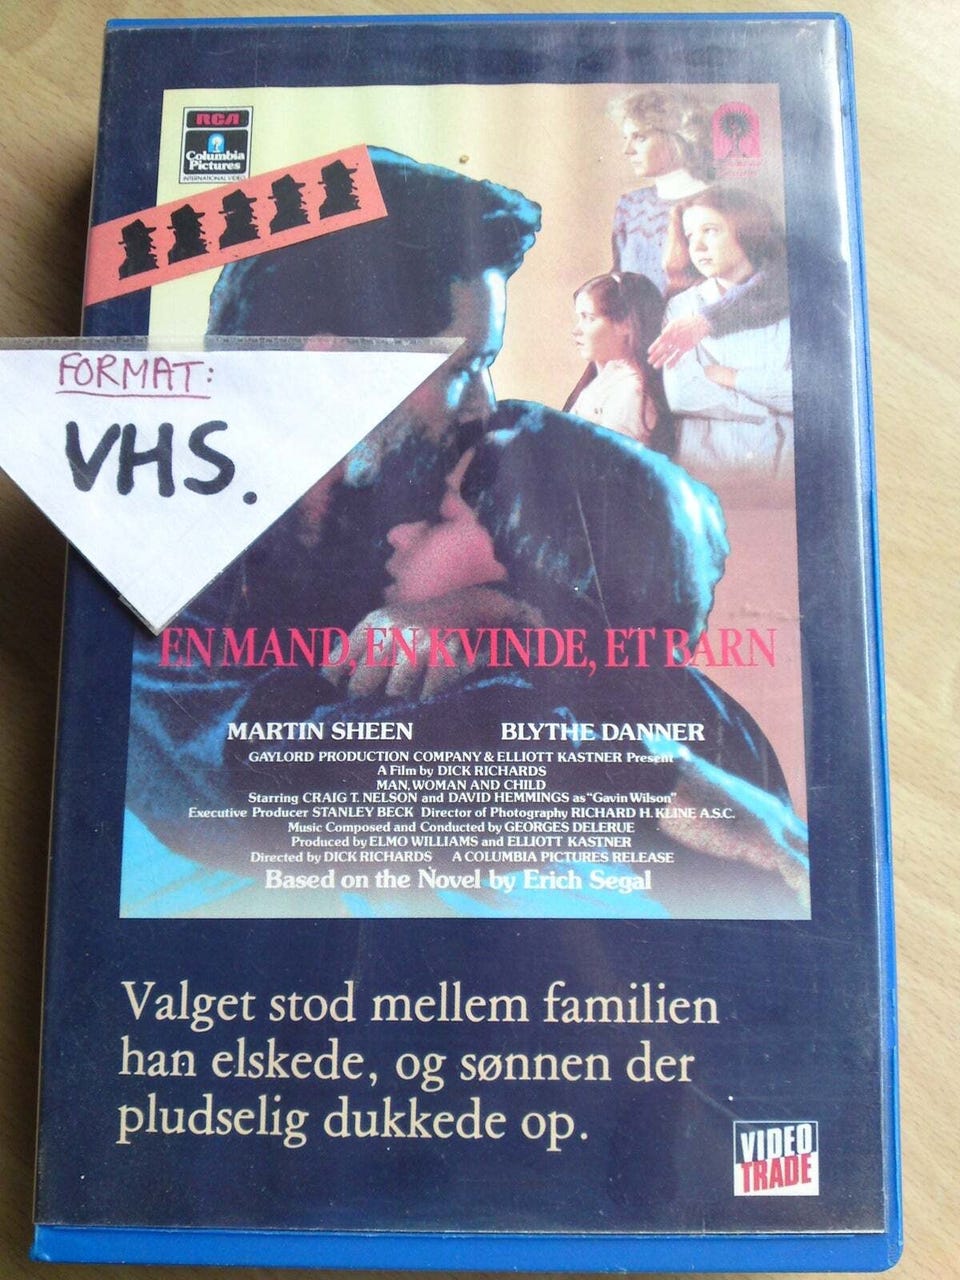 RCA
Columbia
Pictures
INTERNATIONAL VIDEO
FORMAT:
VHS.
EN MAND, EN KVINDE, ET BARN
MARTIN SHEEN BLYTHE DANNER
GAYLORD PRODUCTION COMPANY & ELLIOTT KASTNER Present
A Film by DICK RICHARDS
MAN, WOMAN AND CHILD
Starring CRAIG T. NELSON and DAVID HEMMINGS as "Gavin Wilson"
Executive Producer STANLEY BECK Director of Photography RICHARD H. KLINE A.S.C.
Music Composed and Conducted by GEORGES DELERUE
Produced by ELMO WILLIAMS and ELLIOTT KASTNER
Directed by DICK RICHARDS A COLUMBIA PICTURES RELEASE
Based on the Novel by Erich Segal
Valget stod mellem familien
han elskede, og sønnen der
pludselig dukkede op.
VIDEO
TRADE